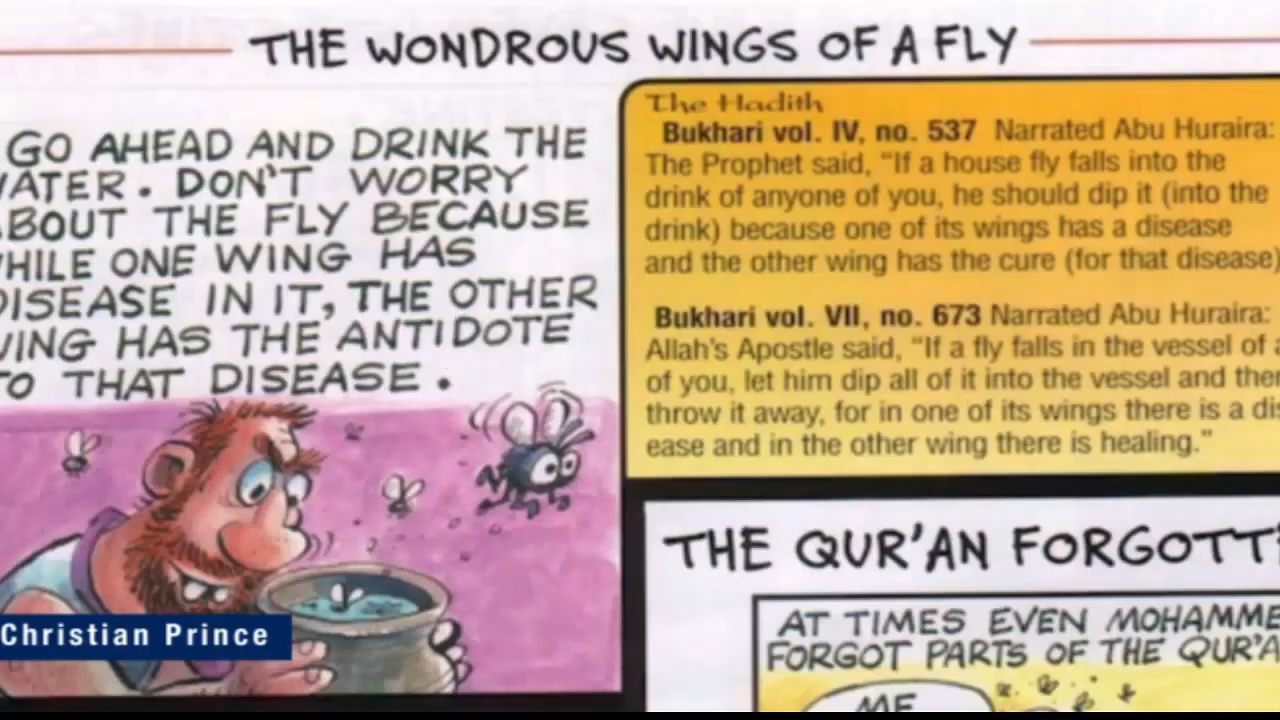 THE WONDROUS WINGS OF A FLY
GO AHEAD AND DRINK THE
WATER. DON'T WORRY
ABOUT THE FLY BECAUSE
WHILE ONE WING HAS
DISEASE IN IT, THE OTHER
WING HAS THE ANTIDOTE
TO THAT DISEASE.
The Hadith
Bukhari vol. IV, no. 537 Narrated Abu Huraira:
The Prophet said, “If a house fly falls into the
drink of anyone of you, he should dip it (into the
drink) because one of its wings has a disease
and the other wing has the cure (for that disease)
Bukhari vol. VII, no. 673 Narrated Abu Huraira:
Allah's Apostle said, “If a fly falls in the vessel of a
of you, let him dip all of it into the vessel and then
throw it away, for in one of its wings there is a dis
ease and in the other wing there is healing.”
THE QUR'AN FORGOTT
AT TIMES EVEN MOHAMME
FORGOT PARTS OF THE QUR'A
ME
Christian Prince